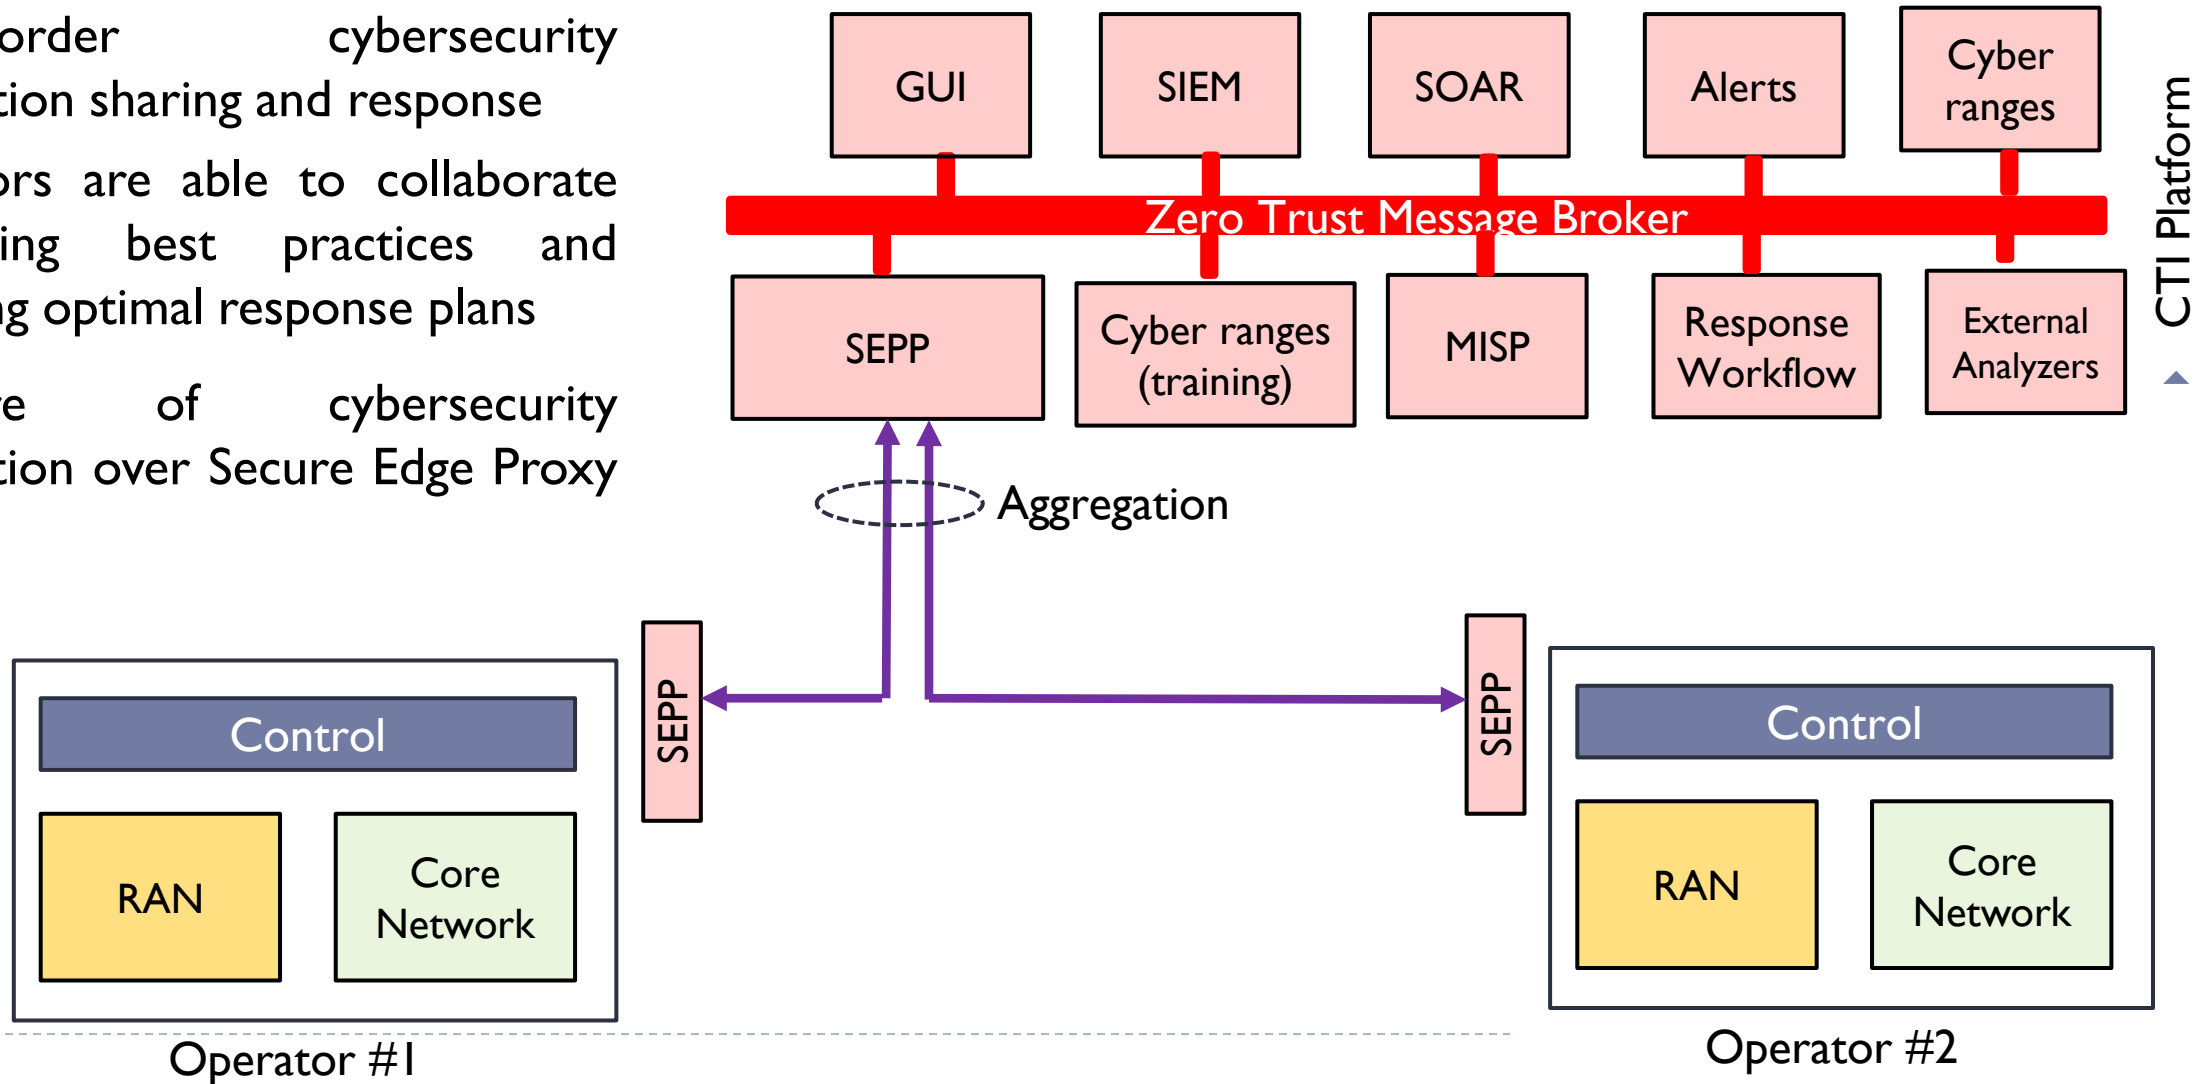 order cybersecurity
tion sharing and response
ors are able to collaborate
ing best practices and
ng optimal response plans
re of cybersecurity
tion over Secure Edge Proxy
GUI
SIEM
SOAR
Alerts
Cyber
ranges
Zero Trust Message Broker
SEPP
Cyber ranges
(training)
MISP
Response
Workflow
External
Analyzers
CTI Platform
Aggregation
SEPP
SEPP
Control
RAN
Core
Network
Operator #1
Control
RAN
Core
Network
Operator #2